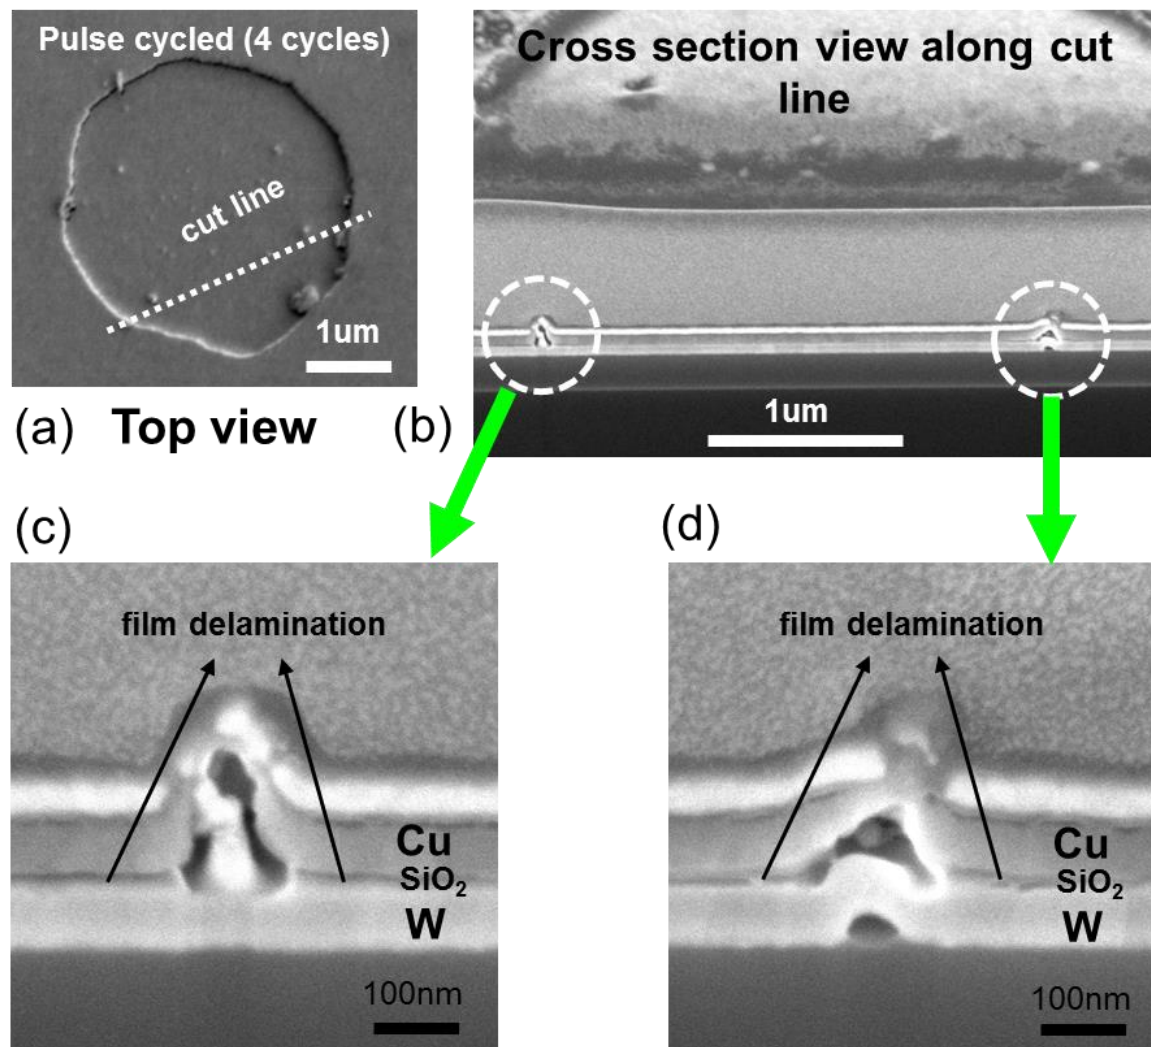 Pulse cycled (4 cycles)
cut line
1um
(a) Top view
Cross section view along cut
line
1um
(b)
(c)
film delamination
Cu
SiO₂
W
100nm
(d)
film delamination
Cu
SiO₂
W
100nm